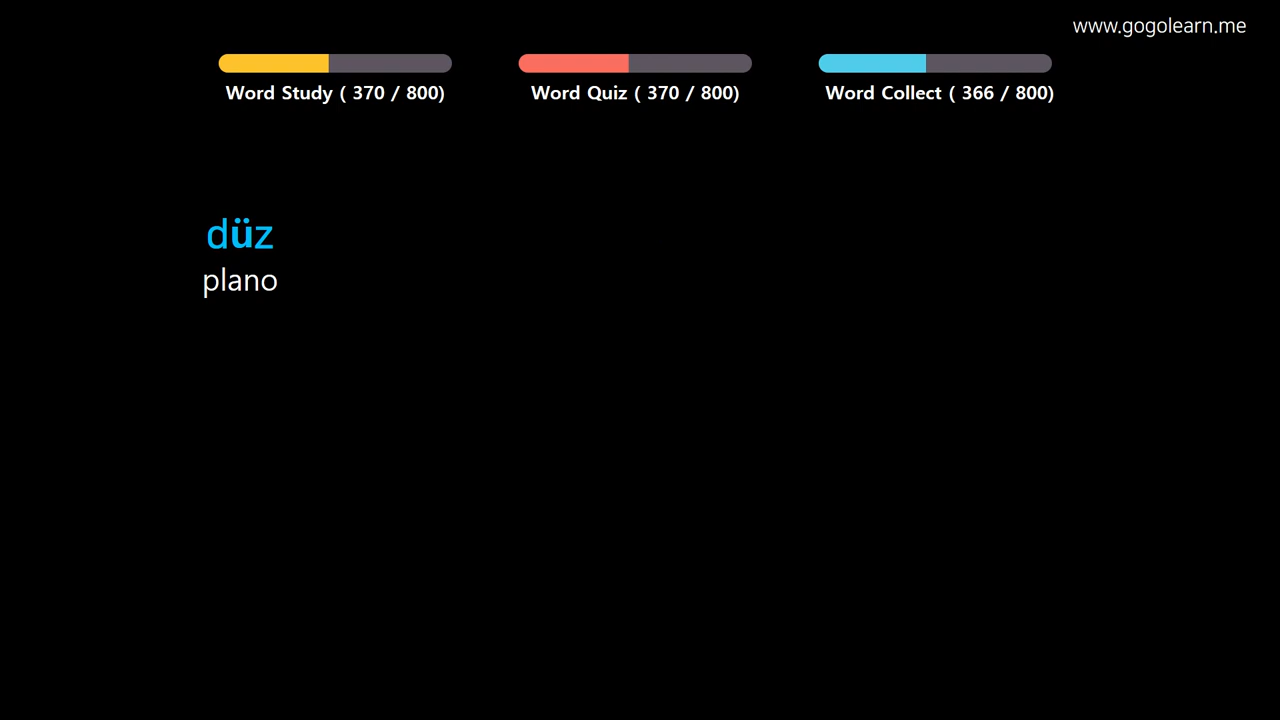 www.gogolearn.me
Word Study ( 370 / 800)
Word Quiz ( 370 / 800)
Word Collect ( 366 / 800)
düz
plano